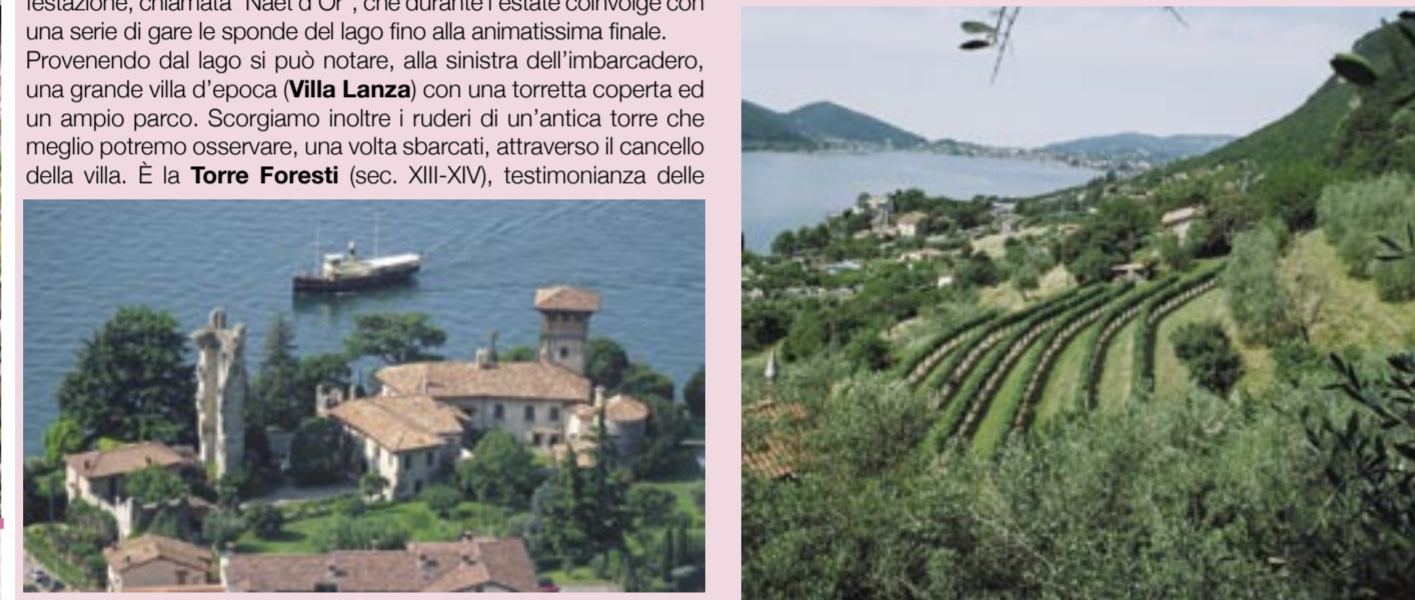 festazione, chiamata "Naet d'Or", che durante l'estate coinvolge con
una serie di gare le sponde del lago fino alla animatissima finale.
Provenendo dal lago si può notare, alla sinistra dell'imbarcadero,
una grande villa d'epoca (Villa Lanza) con una torretta coperta ed
un ampio parco. Scorgiamo inoltre i ruderi di un'antica torre che
meglio potremo osservare, una volta sbarcati, attraverso il cancello
della villa. È la Torre Foresti (sec. XIII-XIV), testimonianza delle